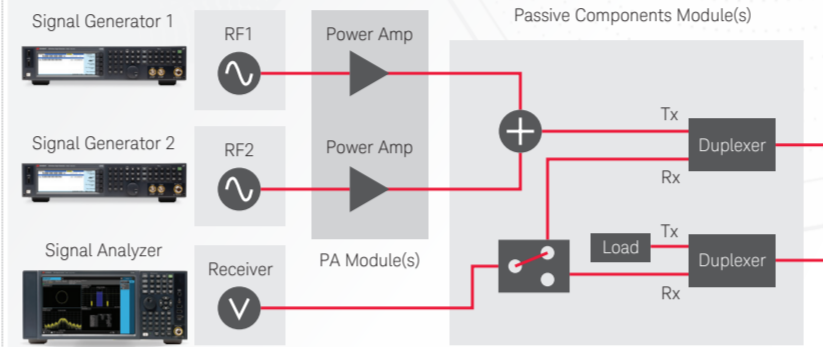 Signal Generator 1
RF1
Power Amp
Passive Components Module(s)
Signal Generator 2
RF2
Power Amp
Tx
Duplexer
Rx
Signal Analyzer
Receiver
PA Module(s)
Load
Tx
Duplexer
Rx
V